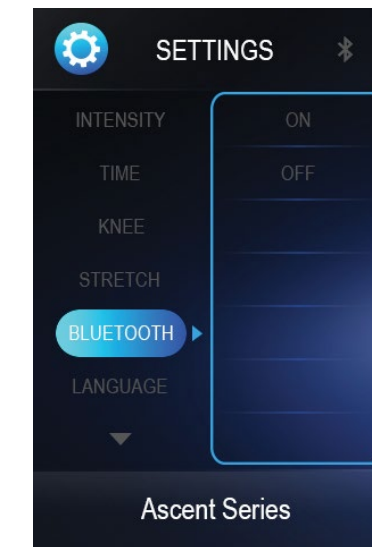 SETTINGS
INTENSITY
ON
TIME
OFF
KNEE
STRETCH
BLUETOOTH
LANGUAGE
Ascent Series